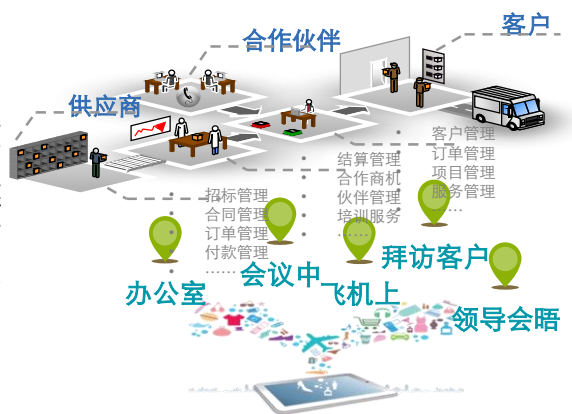 客户
合作伙伴
供应商
客户管理
订单管理
项目管理
服务管理
……
结算管理
合作商机
伙伴管理
培训服务
……
招标管理
合同管理
订单管理
付款管理
……
拜访客户
会议中
飞机上
办公室
领导会晤